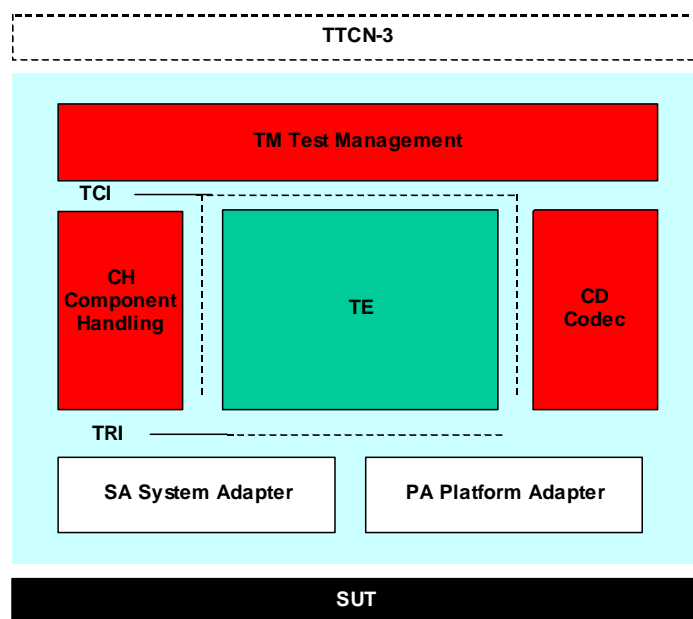 TTCN-3
TM Test Management
TCI
CH
Component
Handling
TE
CD
Codec
TRI
SA System Adapter
PA Platform Adapter
SUT